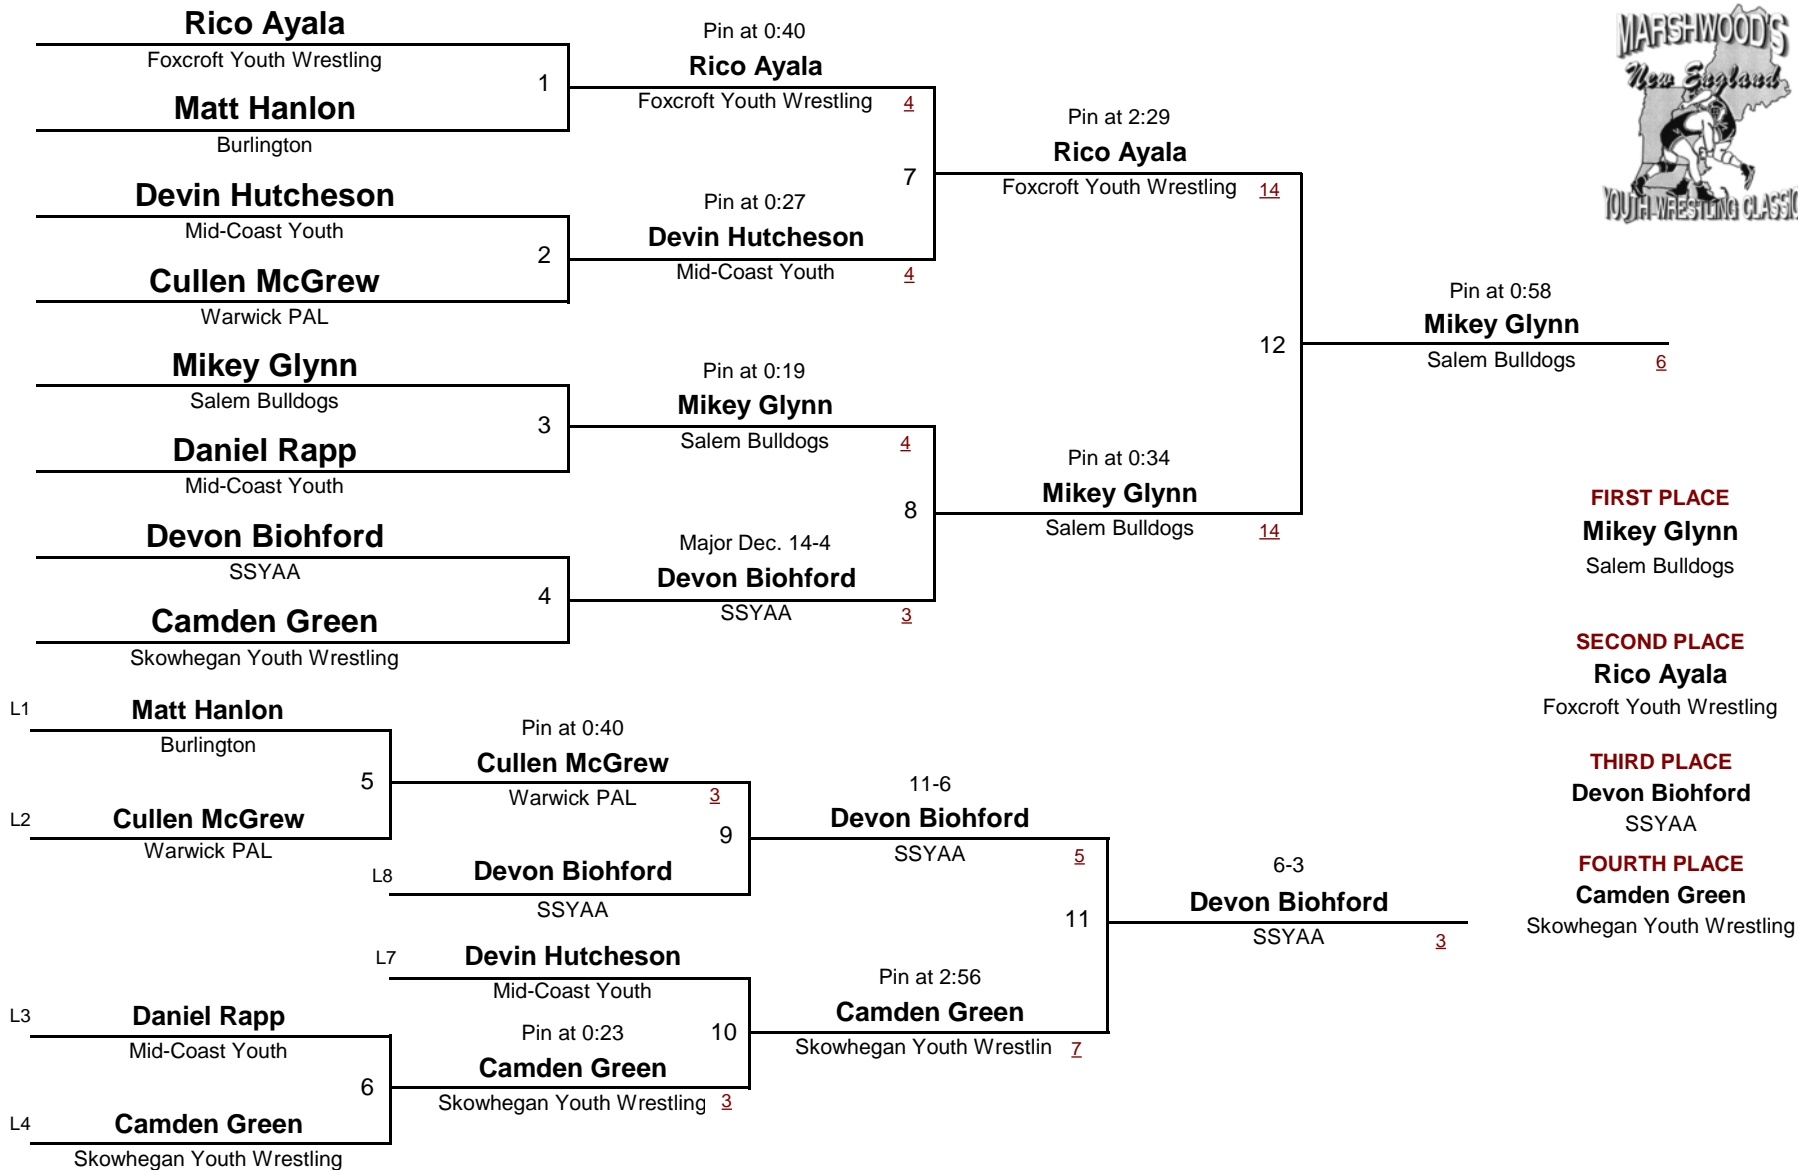 Rico Ayala
Foxcroft Youth Wrestling
1
Matt Hanlon
Burlington
Devin Hutcheson
Mid-Coast Youth
2
Cullen McGrew
Warwick PAL
Mikey Glynn
Salem Bulldogs
3
Daniel Rapp
Mid-Coast Youth
Devon Biohford
SSYAA
4
Camden Green
Skowhegan Youth Wrestling
Pin at 0:40
Rico Ayala
Foxcroft Youth Wrestling 4
7
Pin at 0:27
Devin Hutcheson
Mid-Coast Youth 4
Pin at 0:19
Mikey Glynn
Salem Bulldogs 4
8
Major Dec. 14-4
Devon Biohford
SSYAA 3
Pin at 2:29
Rico Ayala
Foxcroft Youth Wrestling 14
12
Pin at 0:34
Mikey Glynn
Salem Bulldogs 14
Pin at 0:58
Mikey Glynn
Salem Bulldogs 6
MARSHWOOD'S
New England
YOUTH WRESTLING CLASSIC
FIRST PLACE
Mikey Glynn
Salem Bulldogs
SECOND PLACE
Rico Ayala
Foxcroft Youth Wrestling
THIRD PLACE
Devon Biohford
SSYAA
FOURTH PLACE
Camden Green
Skowhegan Youth Wrestling
L1 Matt Hanlon
Burlington
5
L2 Cullen McGrew
Warwick PAL
Pin at 0:40
Cullen McGrew
Warwick PAL 3
9
L8 Devon Biohford
SSYAA
L7 Devin Hutcheson
Mid-Coast Youth
10
L3 Daniel Rapp
Mid-Coast Youth
6
L4 Camden Green
Skowhegan Youth Wrestling
Pin at 0:23
Camden Green
Skowhegan Youth Wrestling 3
11-6
Devon Biohford
SSYAA 5
11
Pin at 2:56
Camden Green
Skowhegan Youth Wrestlin 7
6-3
Devon Biohford
SSYAA 3